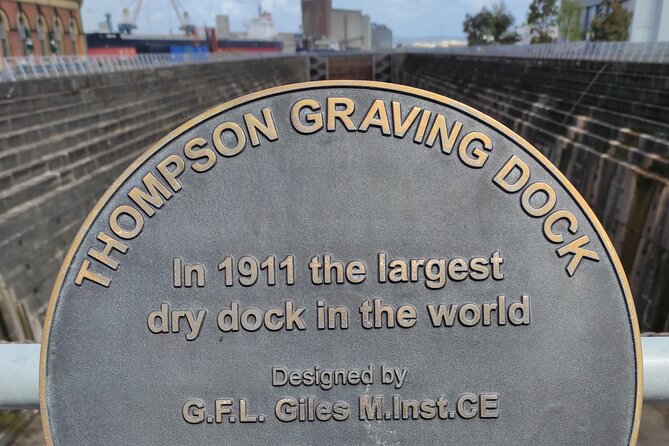 THOMPSON GRAVING DOCK
In 1911 the largest
dry dock in the world
Designed by
G.F.L. Giles M.Inst.CE